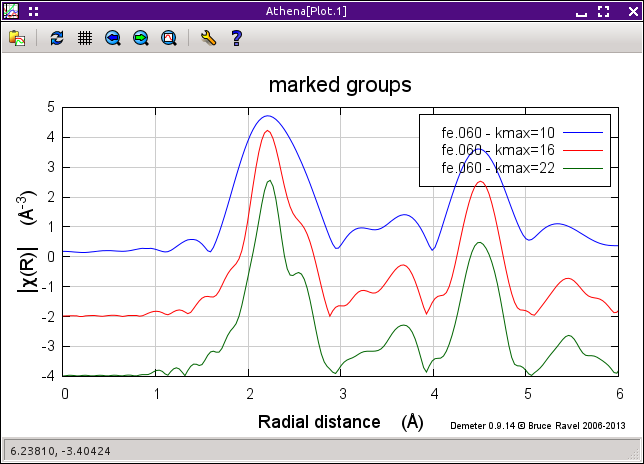 Athena[Plot.1]
marked groups
fe.060 - kmax=10
fe.060 - kmax=16
fe.060 - kmax=22
5
4
3
2
1
0
-1
-2
-3
-4
|χ(R)| (Å-3)
0 1 2 3 4 5 6
Radial distance (Å)
Demeter 0.9.14 © Bruce Ravel 2006-2013
6.23810, -3.40424